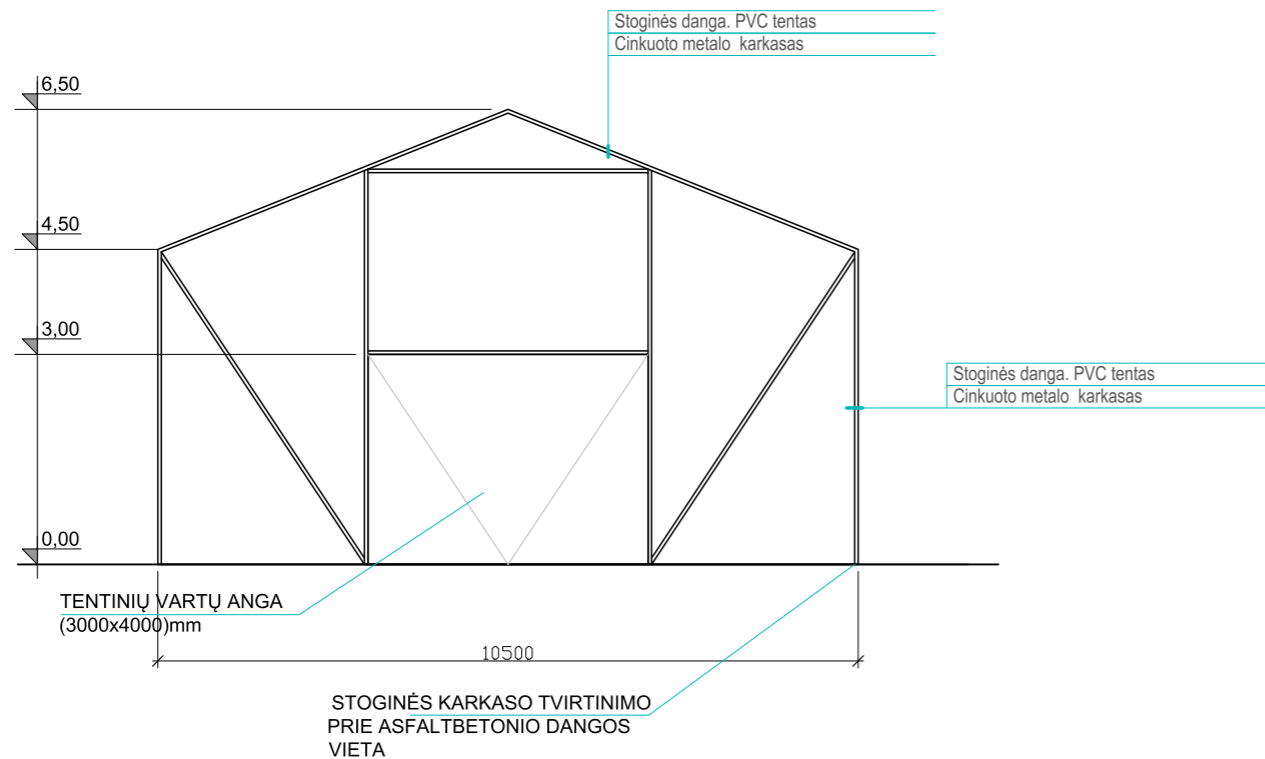 Stoginės danga. PVC tentas
Cinkuoto metalo karkasas
6,50
4,50
3,00
Stoginės danga. PVC tentas
Cinkuoto metalo karkasas
0,00
TENTINIŲ VARTŲ ANGA
(3000x4000)mm
10500
STOGINĖS KARKASO TVIRTINIMO
PRIE ASFALTBETONIO DANGOS
VIETA